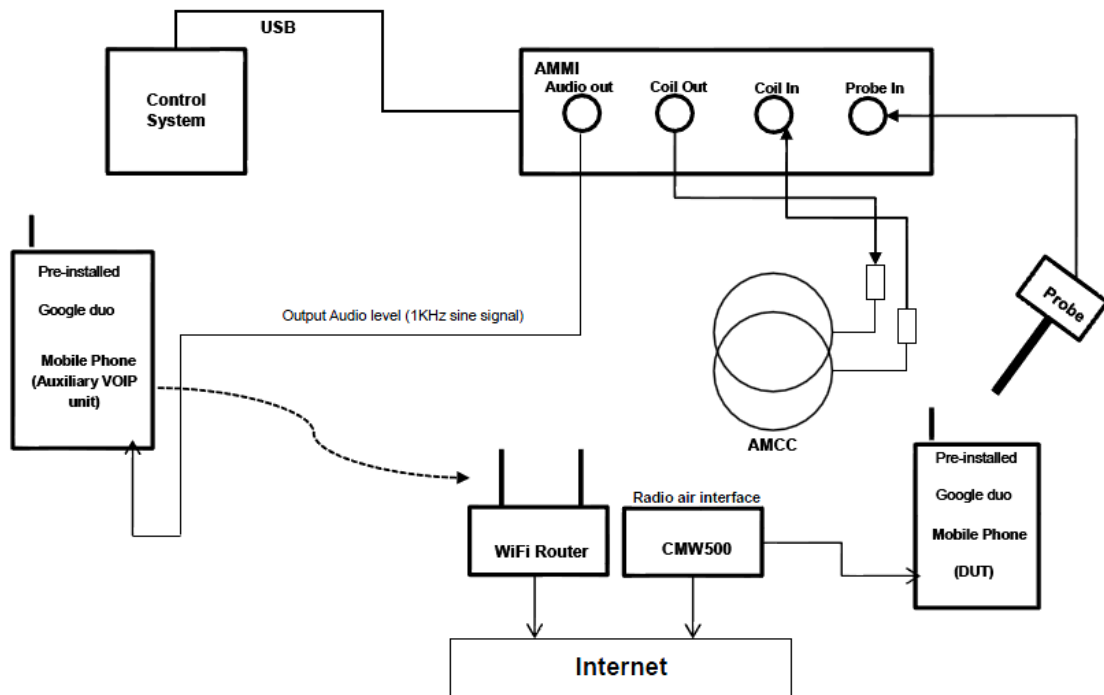 USB
Control
System
AMMI
Audio out
Coil Out
Coil In
Probe In
Pre-installed
Google duo
Mobile Phone
(Auxiliary VOIP
unit)
Output Audio level (1KHz sine signal)
Probe
AMCC
Pre-installed
Google duo
Mobile Phone
(DUT)
Radio air interface
WiFi Router
CMW500
Internet